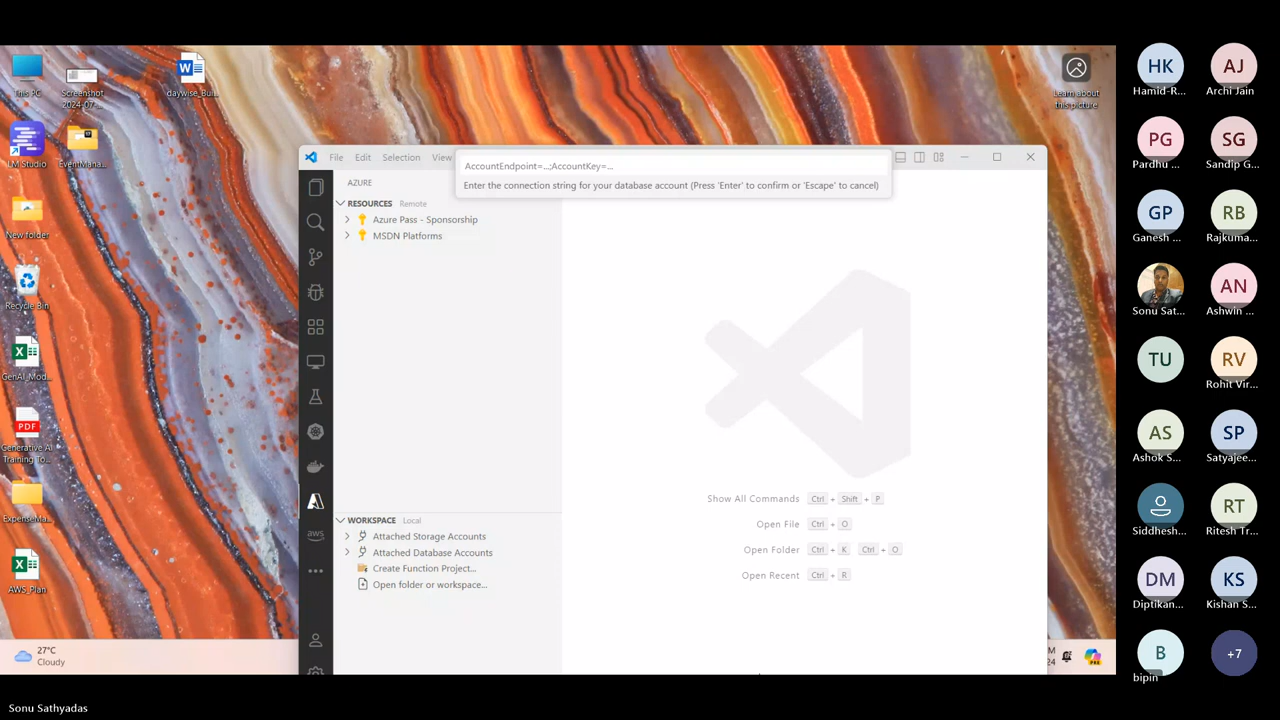 This PC
Screenshot
2024-07-...
daywise_Bui...
LM Studio
EventMana...
New folder
Recycle Bin
GenAI_Mod...
PDF
Generative AI
Training To...
ExpenseMa...
AWS_Plan
27°C
Cloudy
Learn about
this picture
File
Edit
Selection
View
AccountEndpoint=...;AccountKey=...
Enter the connection string for your database account (Press 'Enter' to confirm or 'Escape' to cancel)
AZURE
RESOURCES Remote
Azure Pass - Sponsorship
MSDN Platforms
aws
WORKSPACE Local
Attached Storage Accounts
Attached Database Accounts
Create Function Project...
Open folder or workspace...
Show All Commands Ctrl + Shift + P
Open File Ctrl + O
Open Folder Ctrl + K Ctrl + O
Open Recent Ctrl + R
HK
Hamid-R...
AJ
Archi Jain
PG
Pardhu ...
SG
Sandip G...
GP
Ganesh ...
RB
Rajkuma...
Sonu Sat...
AN
Ashwin ...
TU
RV
Rohit Vir...
AS
Ashok S...
SP
Satyajee...
Siddhesh...
RT
Ritesh Tr...
DM
Diptikan...
KS
Kishan S...
B
bipin
+7
Sonu Sathyadas